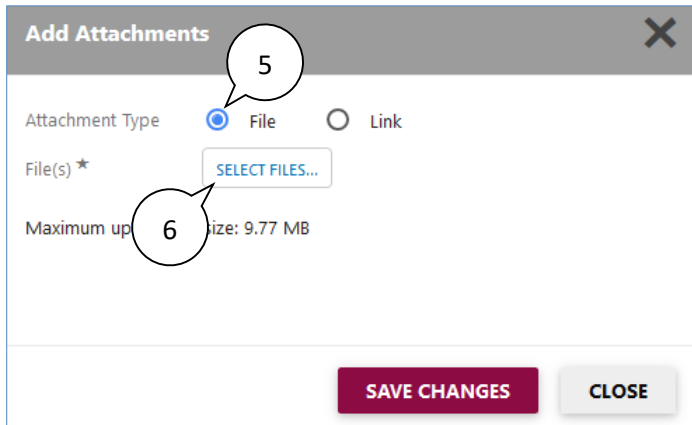 Add Attachments
5
Attachment Type File Link
File(s) * SELECT FILES...
Maximum up 6 size: 9.77 MB
SAVE CHANGES CLOSE